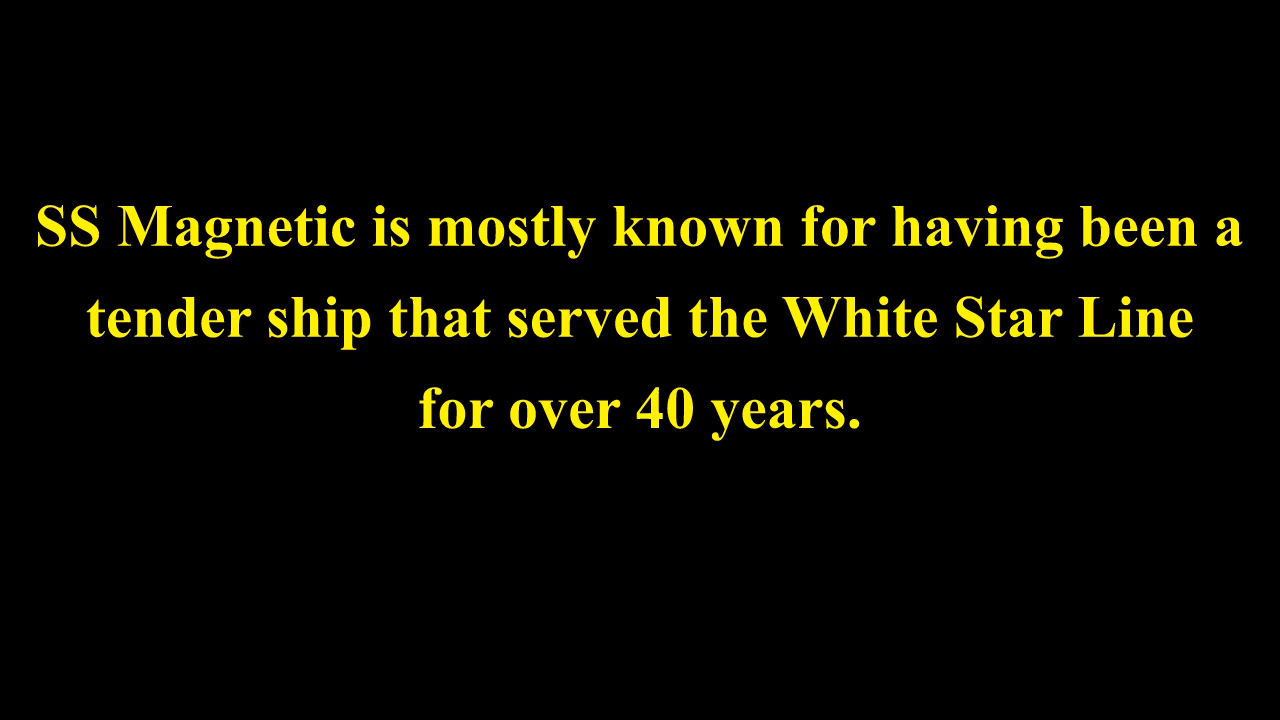 SS Magnetic is mostly known for having been a
tender ship that served the White Star Line
for over 40 years.